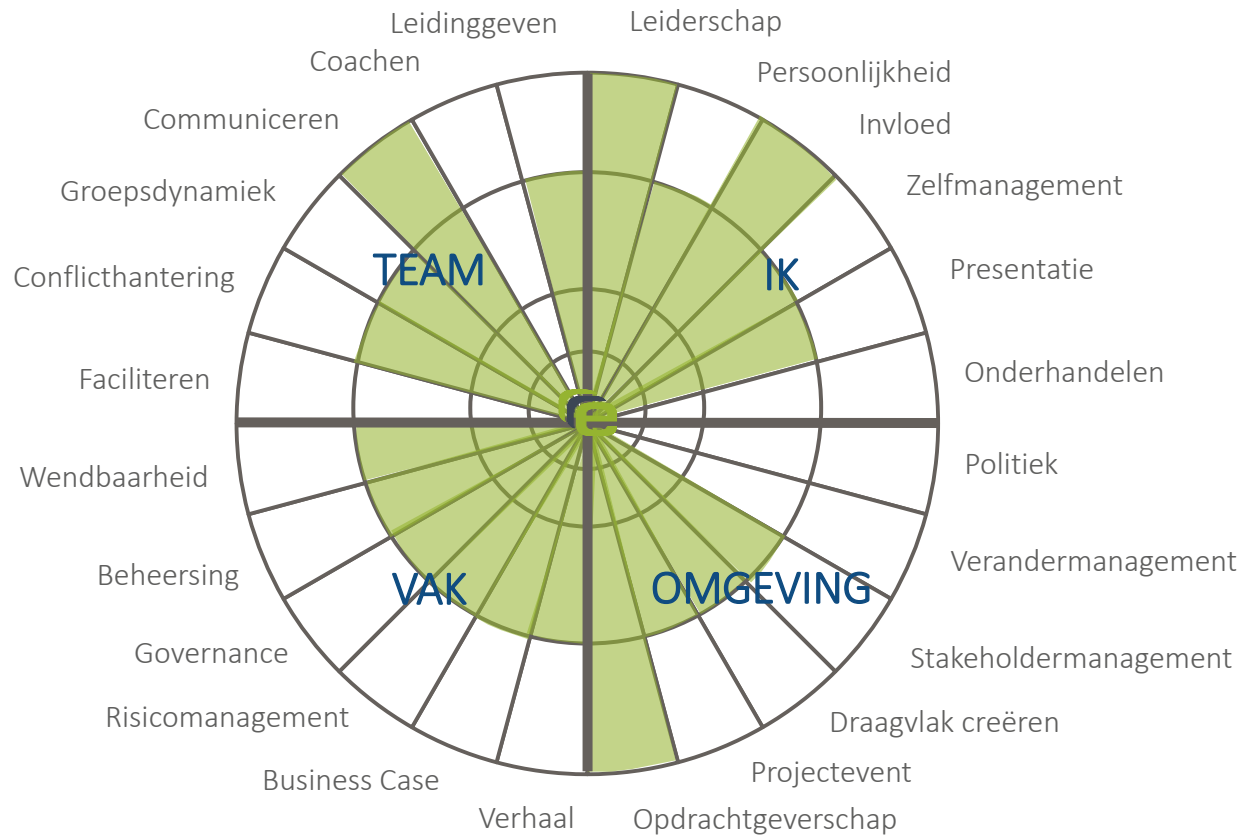 Leidinggeven
Leiderschap
Coachen
Persoonlijkheid
Communiceren
Invloed
Groepsdynamiek
Zelfmanagement
Conflicthantering
TEAM
IK
Presentatie
Faciliteren
Onderhandelen
Wendbaarheid
Politiek
Beheersing
VAK
OMGEVING
Verandermanagement
Governance
Stakeholdermanagement
Risicomanagement
Draagvlak creëren
Business Case
Projectevent
Verhaal
Opdrachtgeverschap